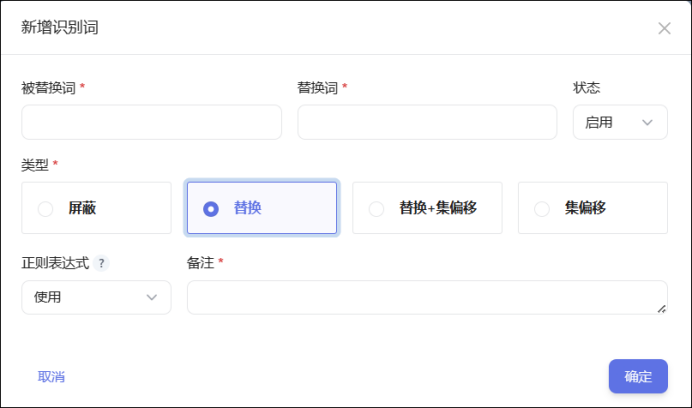 新增识别词
被替换词 * 替换词 * 状态
启用
类型 *
屏蔽 替换 替换+集偏移 集偏移
正则表达式 ? 备注 *
使用
取消 确定